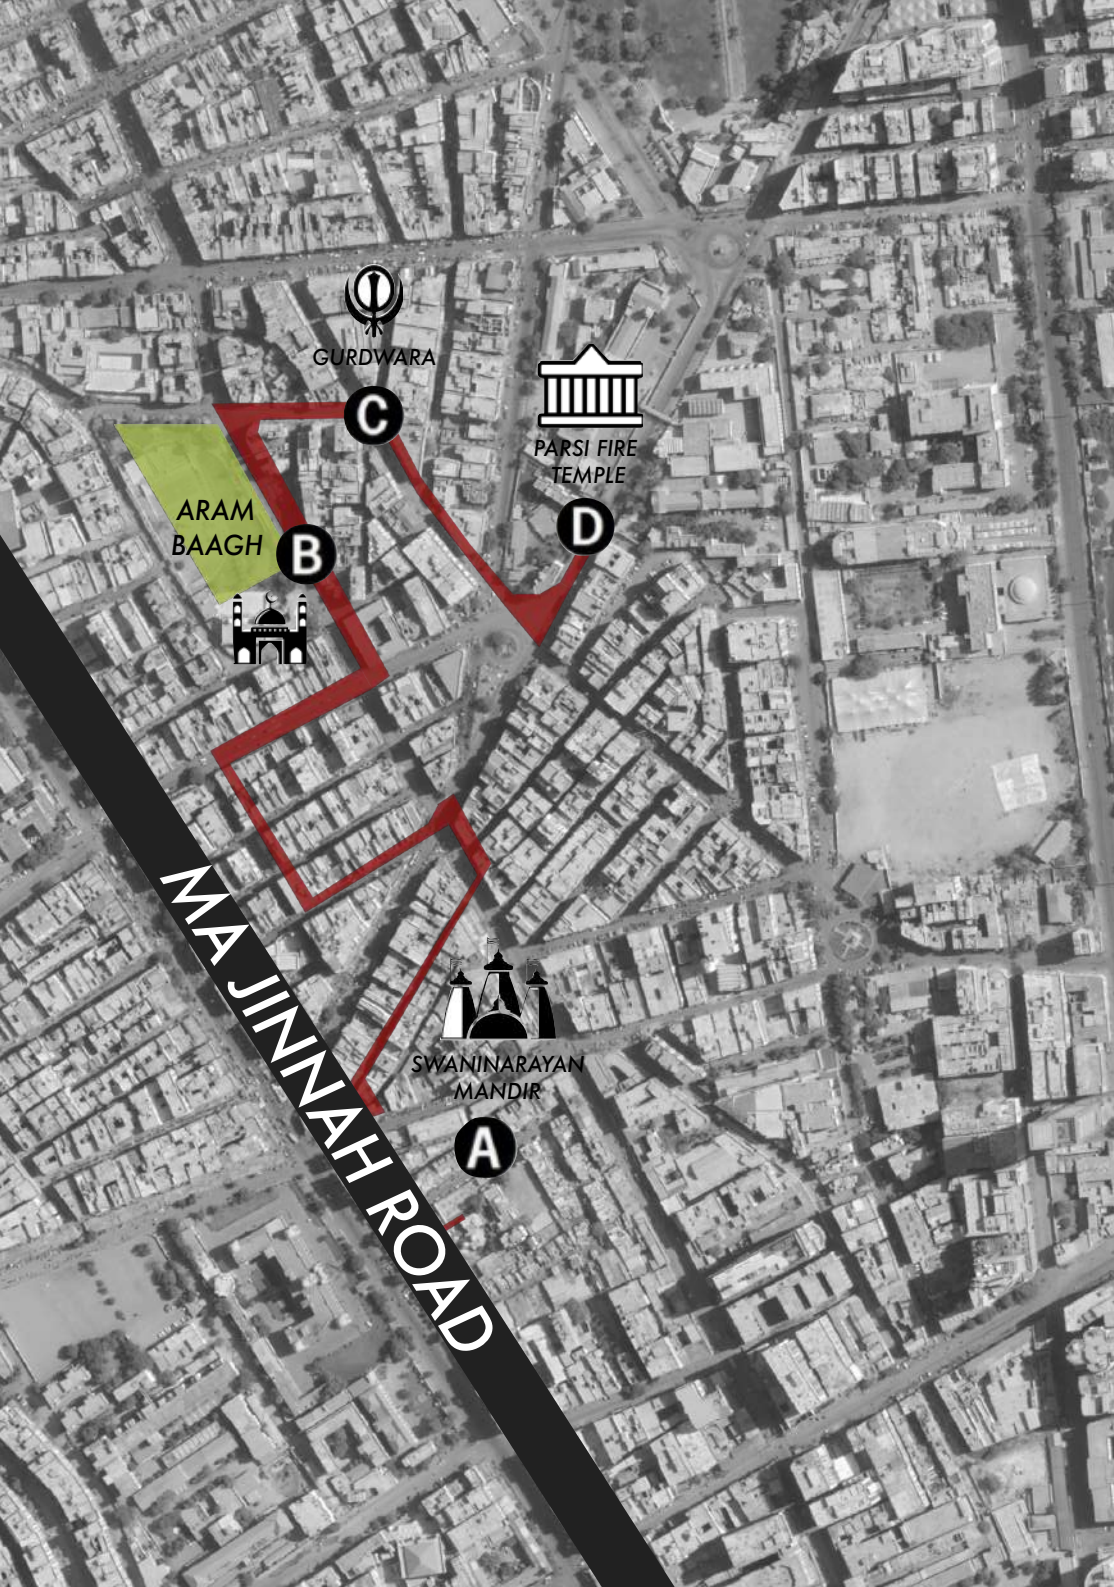 GURDWARA
C
PARSI FIRE
TEMPLE
ARAM
BAAGH
D
B
MA JINNAH ROAD
SWANINARAYAN
MANDIR
A